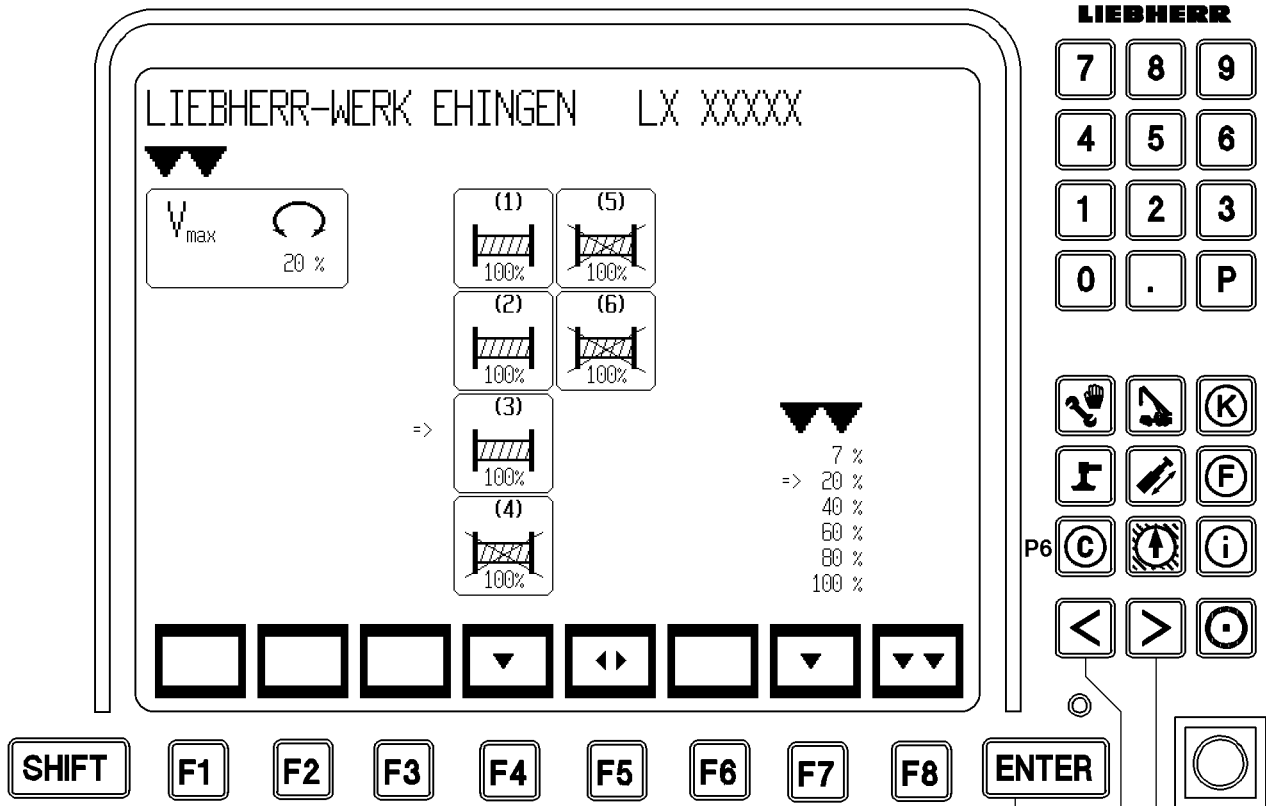 LIEBHERR
LIEBHERR-WERK EHINGEN LX XXXXX
Vmax
20 %
(1)
100%
(5)
100%
(2)
100%
(6)
100%
=>
(3)
100%
(4)
100%
7 %
=> 20 %
40 %
60 %
80 %
100 %
7 8 9
4 5 6
1 2 3
0 . P
K
F
P6 C i
< >
SHIFT F1 F2 F3 F4 F5 F6 F7 F8 ENTER